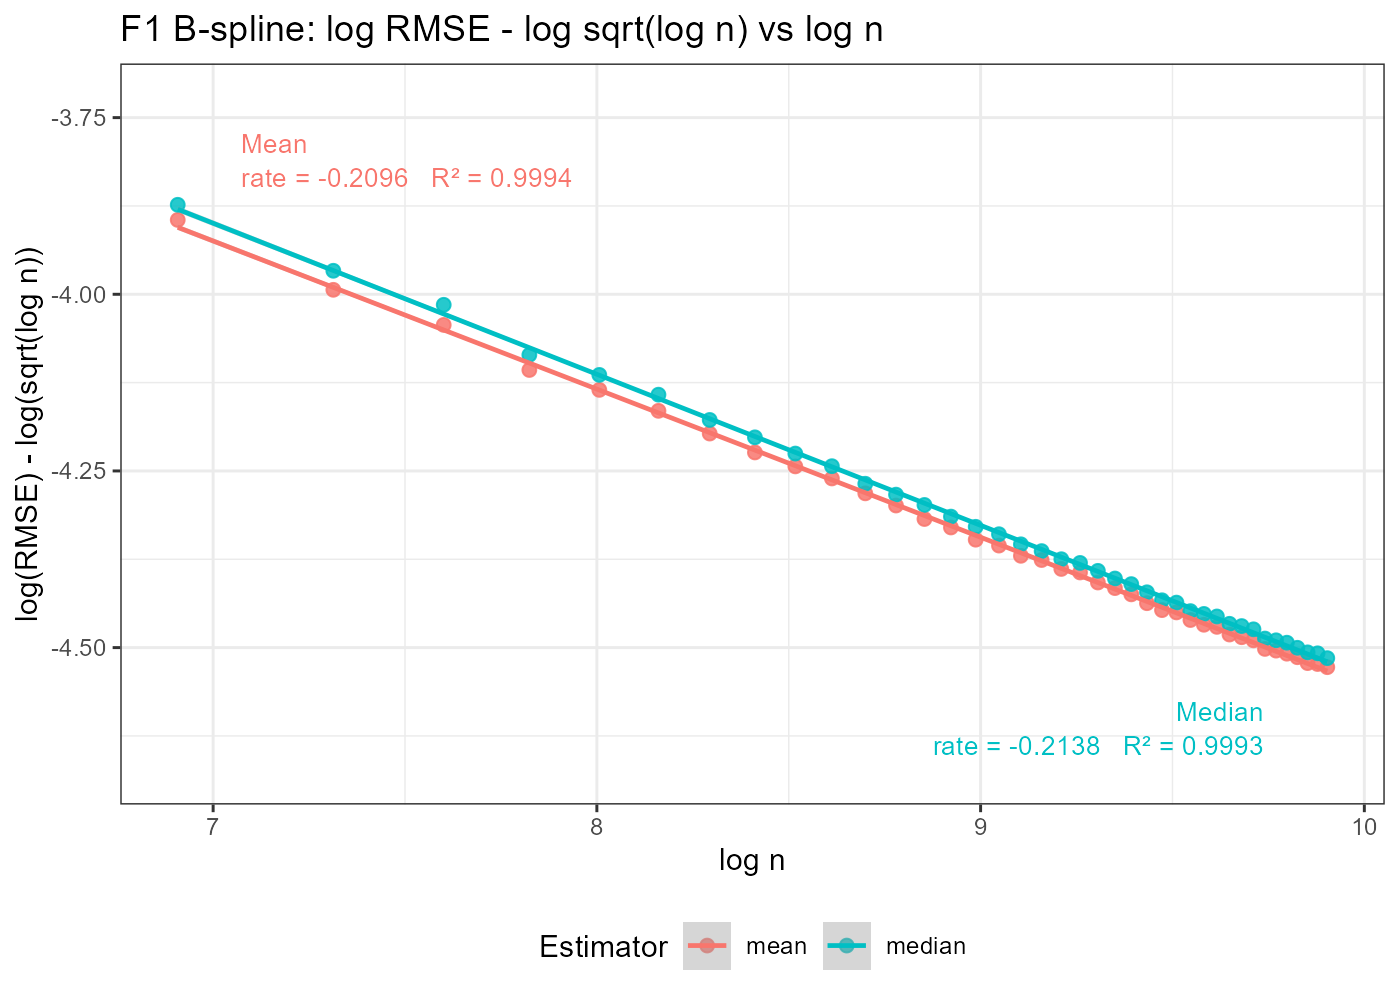 F1 B-spline: log RMSE - log sqrt(log n) vs log n
log(RMSE) - log(sqrt(log n))
-3.75
-4.00
-4.25
-4.50
Mean
rate = -0.2096   R² = 0.9994
Median
rate = -0.2138   R² = 0.9993
7
8
9
10
log n
Estimator
mean
median